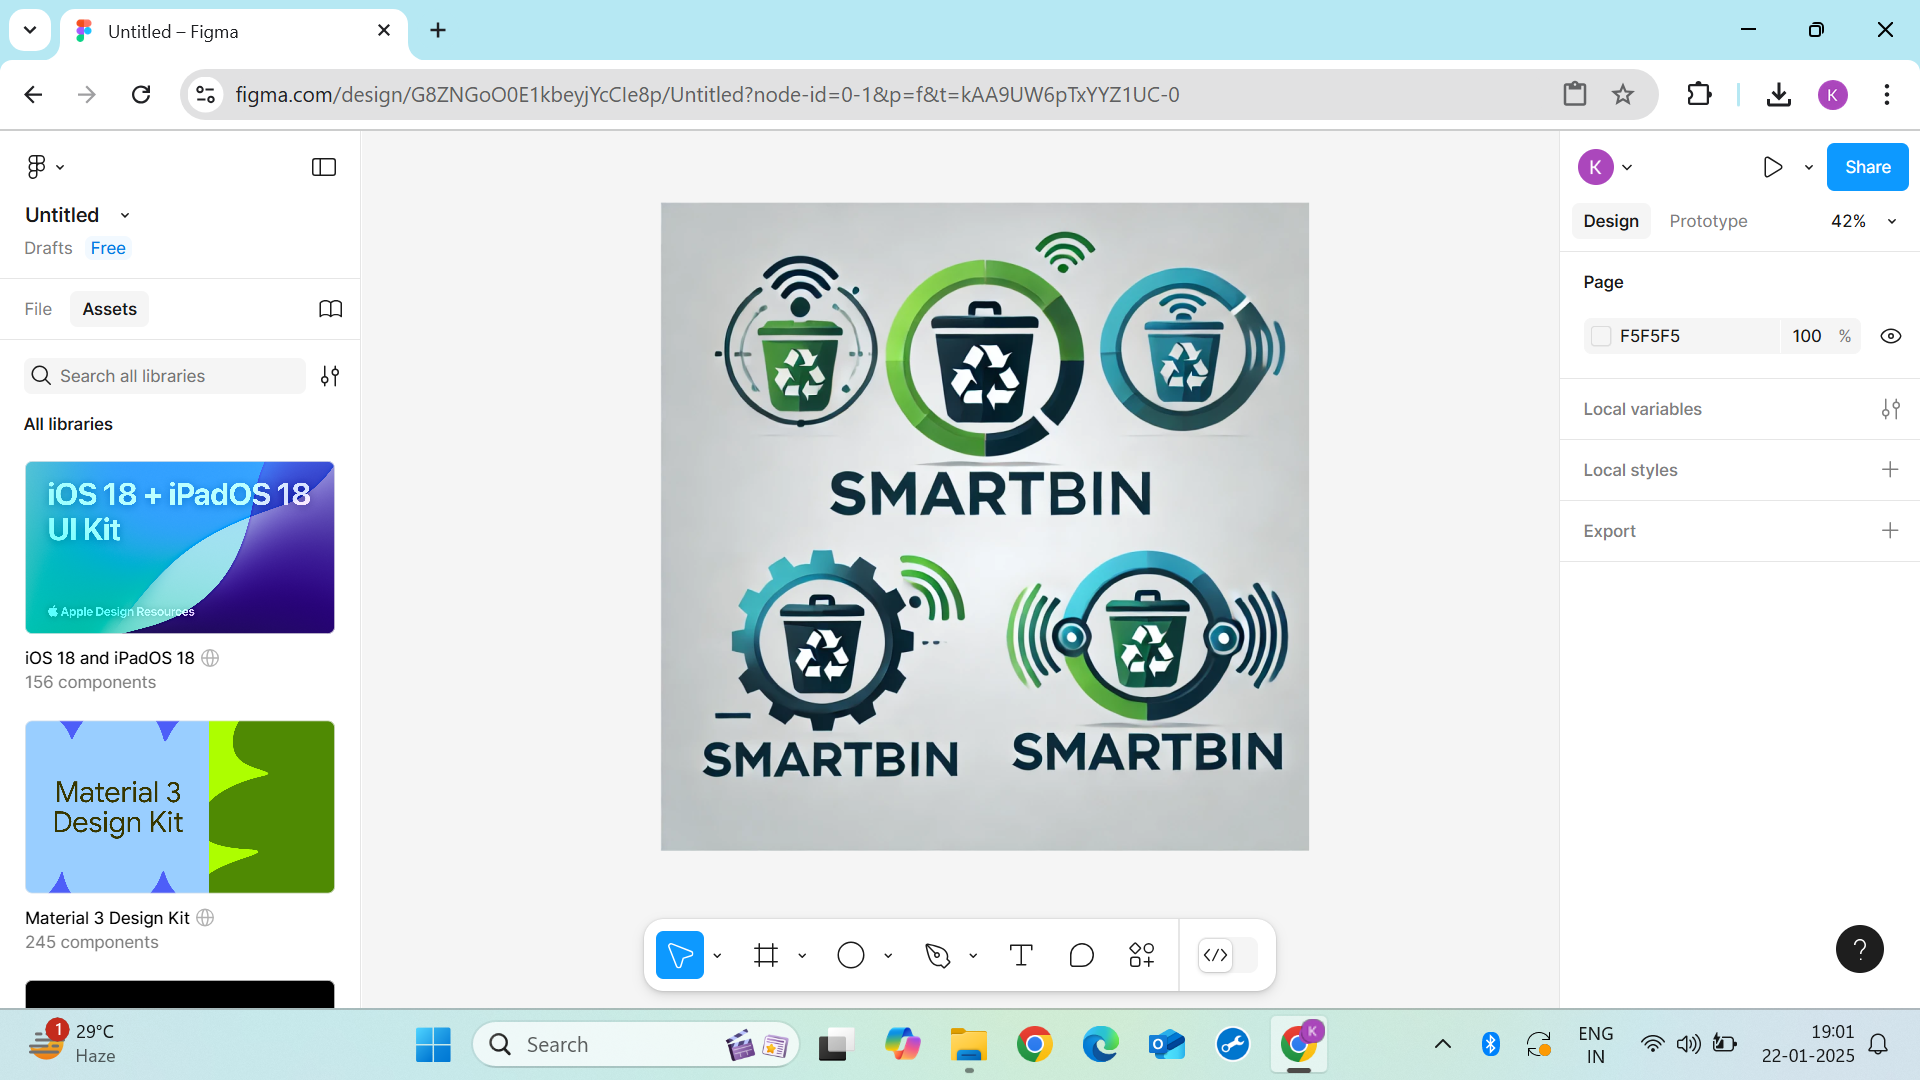 Untitled – Figma
figma.com/design/G8ZNGoO0E1kbeyjYcCIe8p/Untitled?node-id=0-1&p=f&t=kAA9UW6pTxYYZ1UC-0
K
Untitled
Drafts Free
File Assets
Search all libraries
All libraries
iOS 18 + iPadOS 18
UI Kit
Apple Design Resources
iOS 18 and iPadOS 18
156 components
Material 3
Design Kit
Material 3 Design Kit
245 components
SMARTBIN
SMARTBIN
SMARTBIN
K
Share
Design Prototype 42%
Page
F5F5F5 100 %
Local variables
Local styles
Export
?
1
29°C
Haze
Search
K
ENG
IN
19:01
22-01-2025